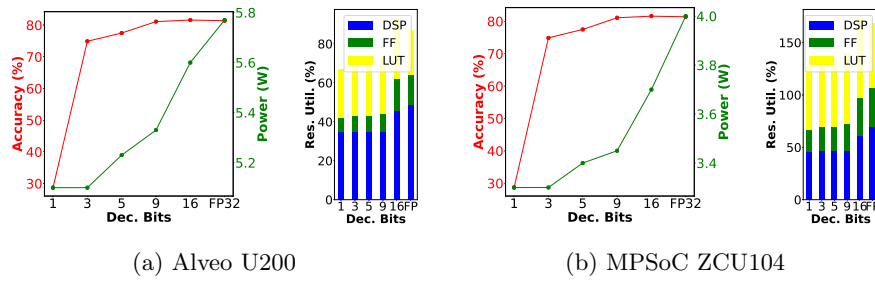 80
70
60
50
40
30
Accuracy (%)
5.8
5.6
5.4
5.2
Power (W)
1 3 5 9 16 FP32
Dec. Bits
80
60
40
20
0
Res. Util. (%)
DSP
FF
LUT
1 3 5 9 16 FP
Dec. Bits
(a) Alveo U200
80
70
60
50
40
30
Accuracy (%)
4.0
3.8
3.6
3.4
Power (W)
1 3 5 9 16 FP32
Dec. Bits
150
100
50
0
Res. Util. (%)
DSP
FF
LUT
1 3 5 9 16 FP
Dec. Bits
(b) MPSoC ZCU104